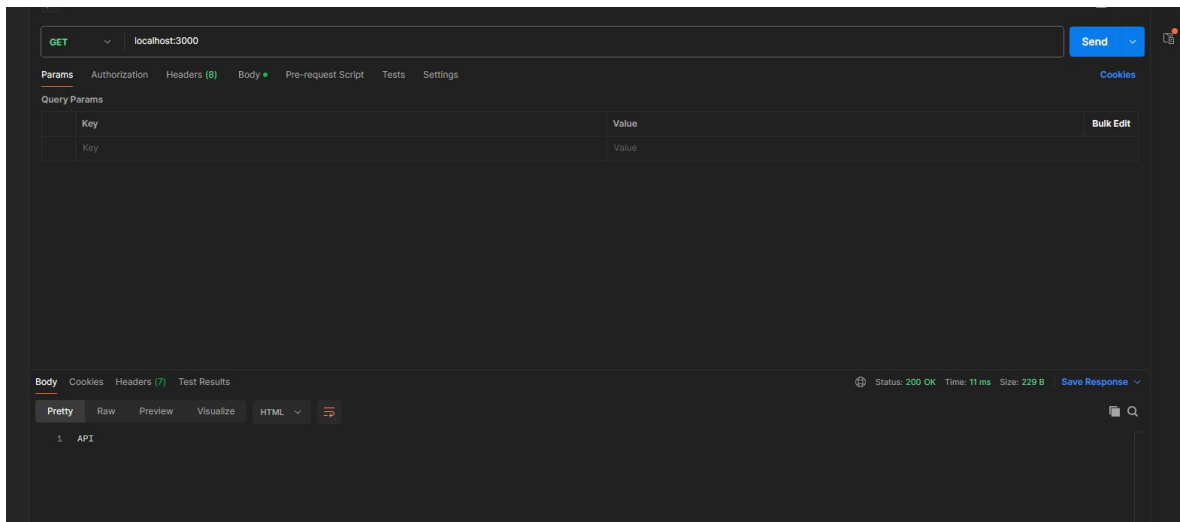 GET localhost:3000 Send
Params Authorization Headers (8) Body Pre-request Script Tests Settings Cookies
Query Params
Key Value Bulk Edit
Key Value
Body Cookies Headers (7) Test Results Status: 200 OK Time: 11 ms Size: 229 B Save Response
Pretty Raw Preview Visualize HTML
1 API